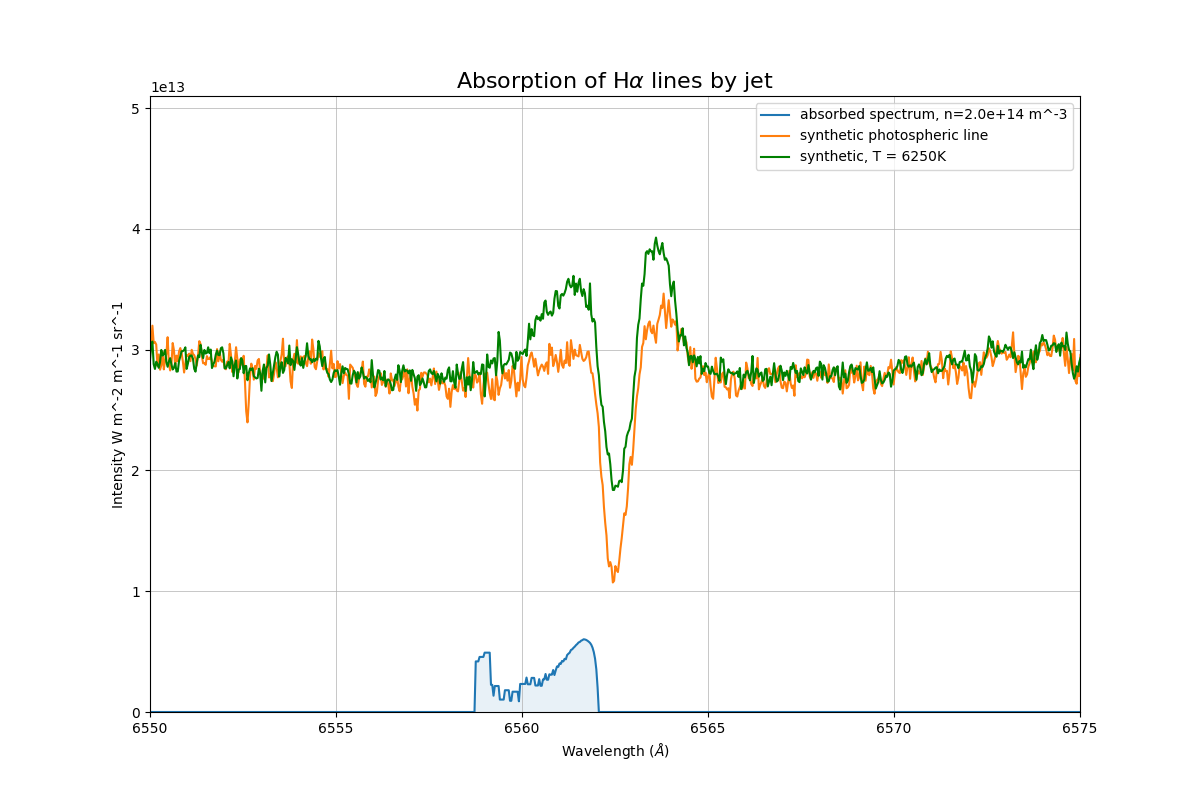 Absorption of Hα lines by jet
1e13
absorbed spectrum, n=2.0e+14 m^-3
synthetic photospheric line
synthetic, T = 6250K
5
4
3
2
1
0
Intensity W m^-2 m^-1 sr^-1
6550 6555 6560 6565 6570 6575
Wavelength (Å)